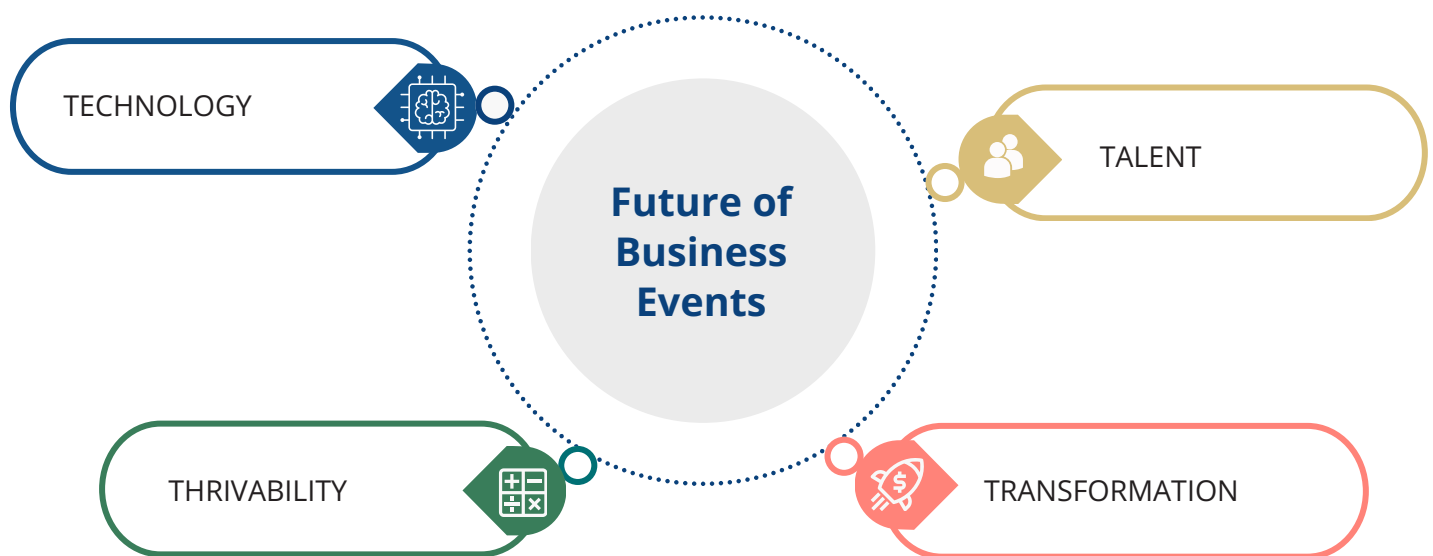 TECHNOLOGY
TALENT
Future of
Business
Events
THRIVABILITY
TRANSFORMATION